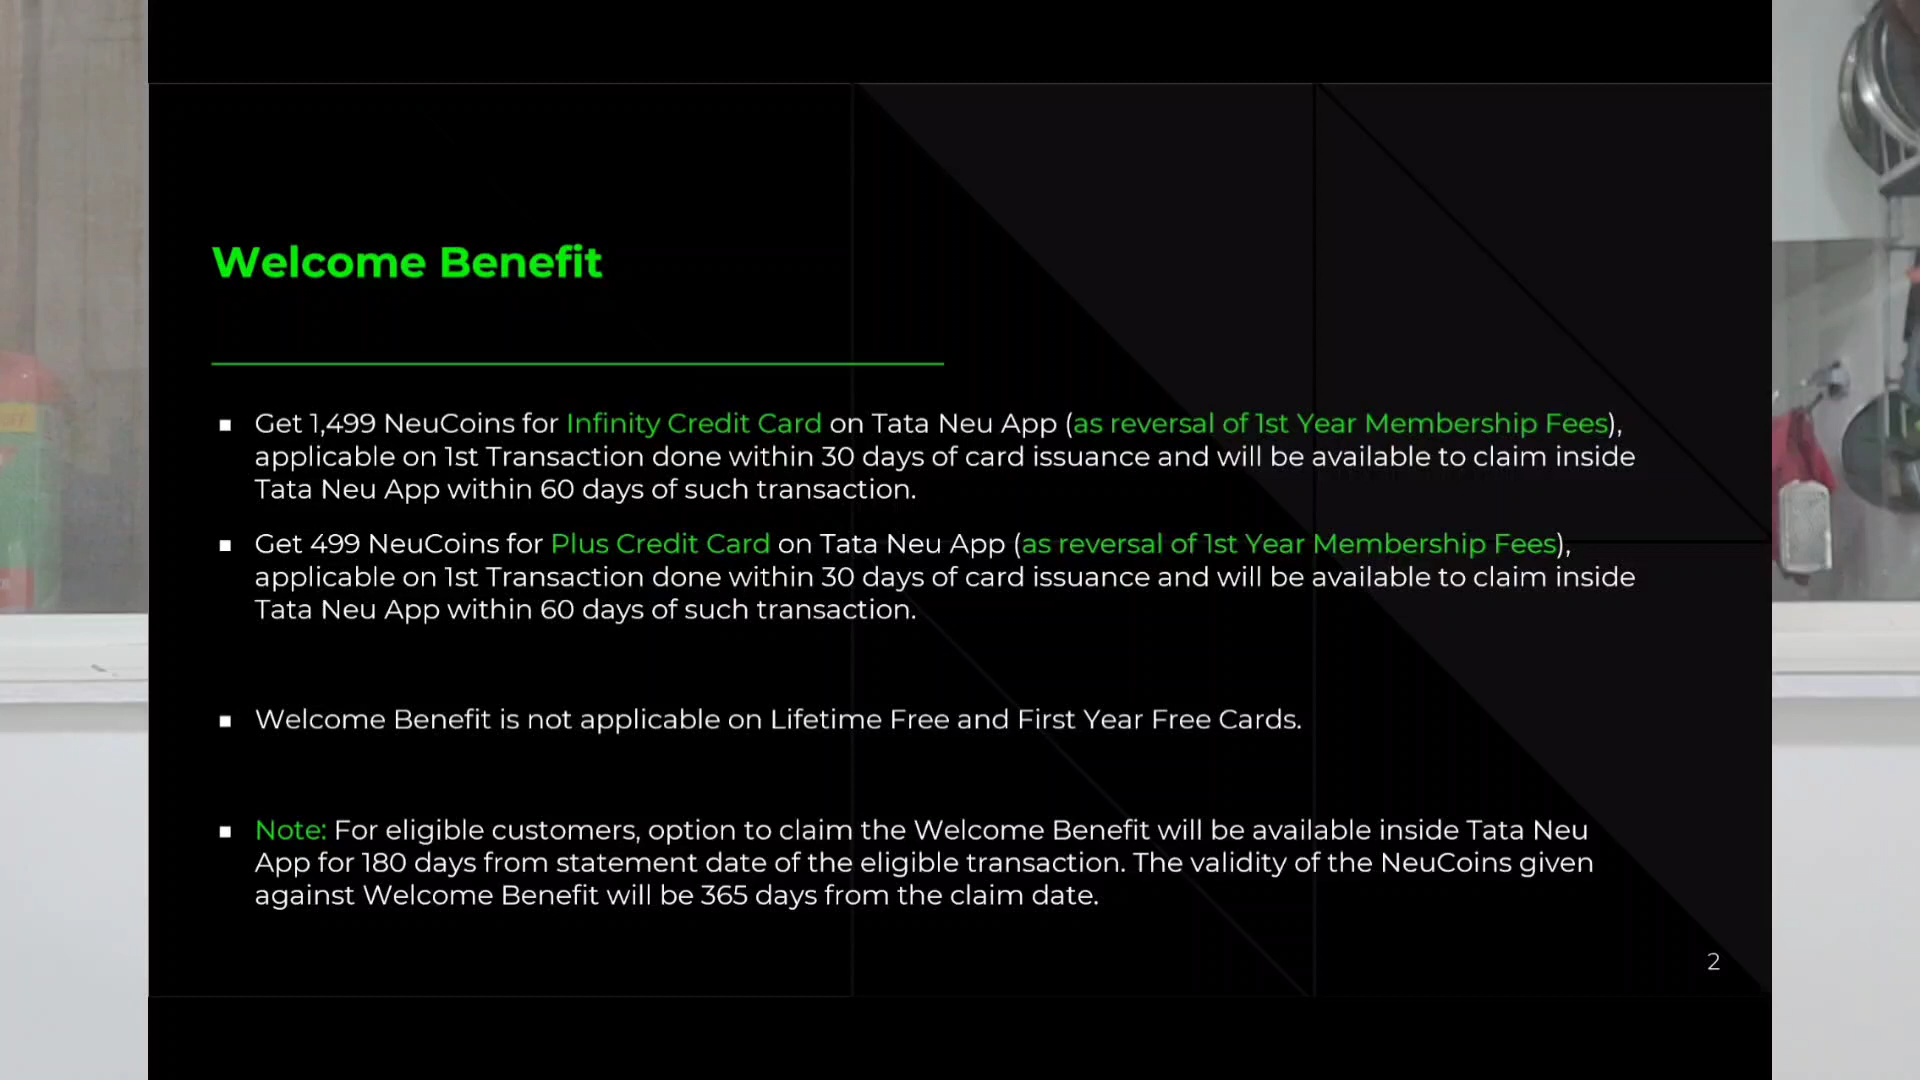 Welcome Benefit
▪ Get 1,499 NeuCoins for Infinity Credit Card on Tata Neu App (as reversal of 1st Year Membership Fees),
applicable on 1st Transaction done within 30 days of card issuance and will be available to claim inside
Tata Neu App within 60 days of such transaction.
▪ Get 499 NeuCoins for Plus Credit Card on Tata Neu App (as reversal of 1st Year Membership Fees),
applicable on 1st Transaction done within 30 days of card issuance and will be available to claim inside
Tata Neu App within 60 days of such transaction.
▪ Welcome Benefit is not applicable on Lifetime Free and First Year Free Cards.
▪ Note: For eligible customers, option to claim the Welcome Benefit will be available inside Tata Neu
App for 180 days from statement date of the eligible transaction. The validity of the NeuCoins given
against Welcome Benefit will be 365 days from the claim date.
2